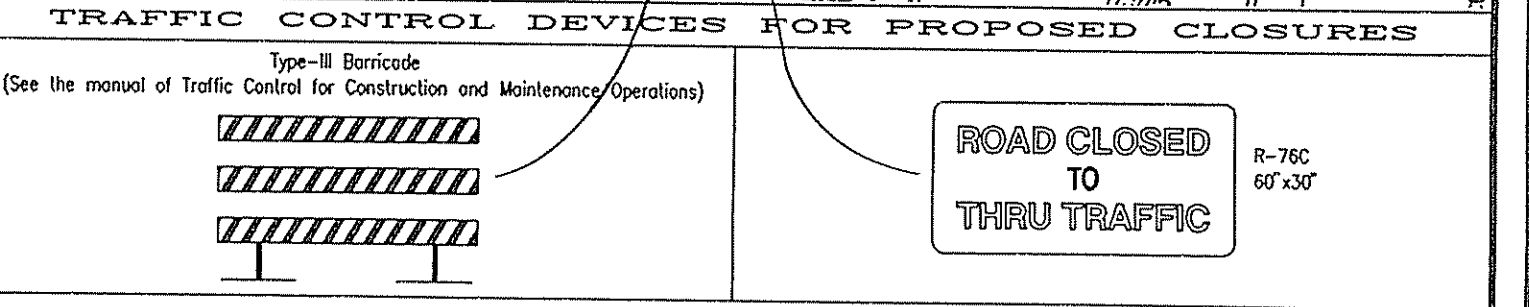 TRAFFIC CONTROL DEVICES FOR PROPOSED CLOSURES
Type-III Barricade
(See the manual of Traffic Control for Construction and Maintenance Operations)
ROAD CLOSED
TO
THRU TRAFFIC
R-76C
60"x30"